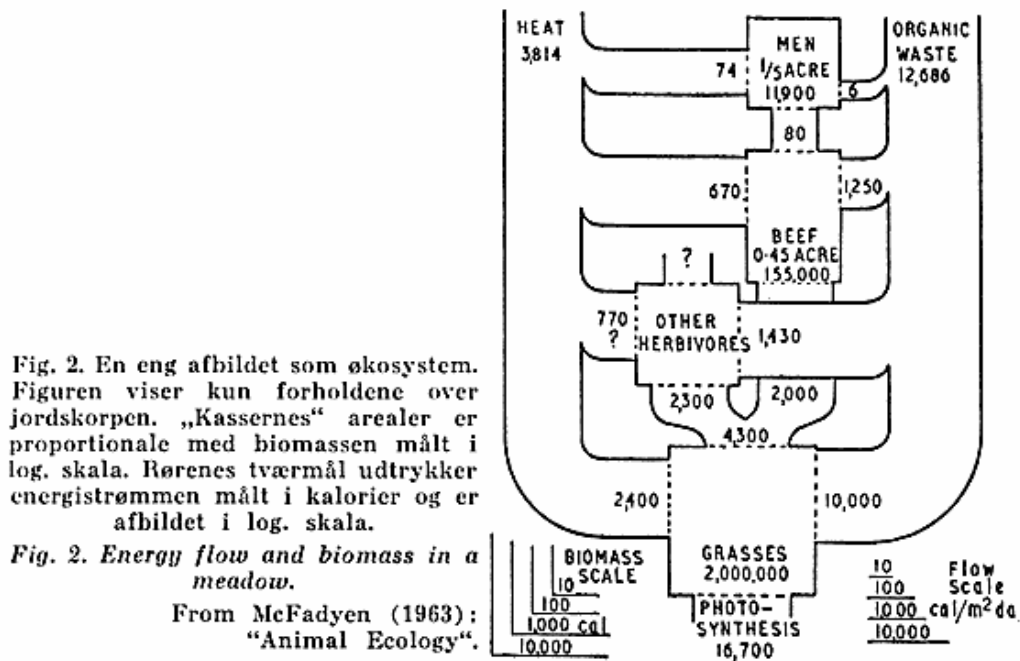 HEAT
3,814
MEN
1/5 ACRE
11,900
ORGANIC
WASTE
12,686
74
6
80
670
1,250
BEEF
0·45 ACRE
155,000
?
770
?
OTHER
HERBIVORES
1,430
2,300
2,000
4,300
2,400
10,000
GRASSES
2,000,000
PHOTO-
SYNTHESIS
16,700
BIOMASS
SCALE
10
100
1,000 cal
10,000
10
100
1,000
10,000
Flow
Scale
cal/m² da
Fig. 2. En eng afbildet som økosystem.
Figuren viser kun forholdene over
jordskorpen. „Kassernes“ arealer er
proportionale med biomassen målt i
log. skala. Rørenes tværmål udtrykker
energistrømmen målt i kalorier og er
afbildet i log. skala.
Fig. 2. Energy flow and biomass in a
meadow.
From McFadyen (1963):
“Animal Ecology“.